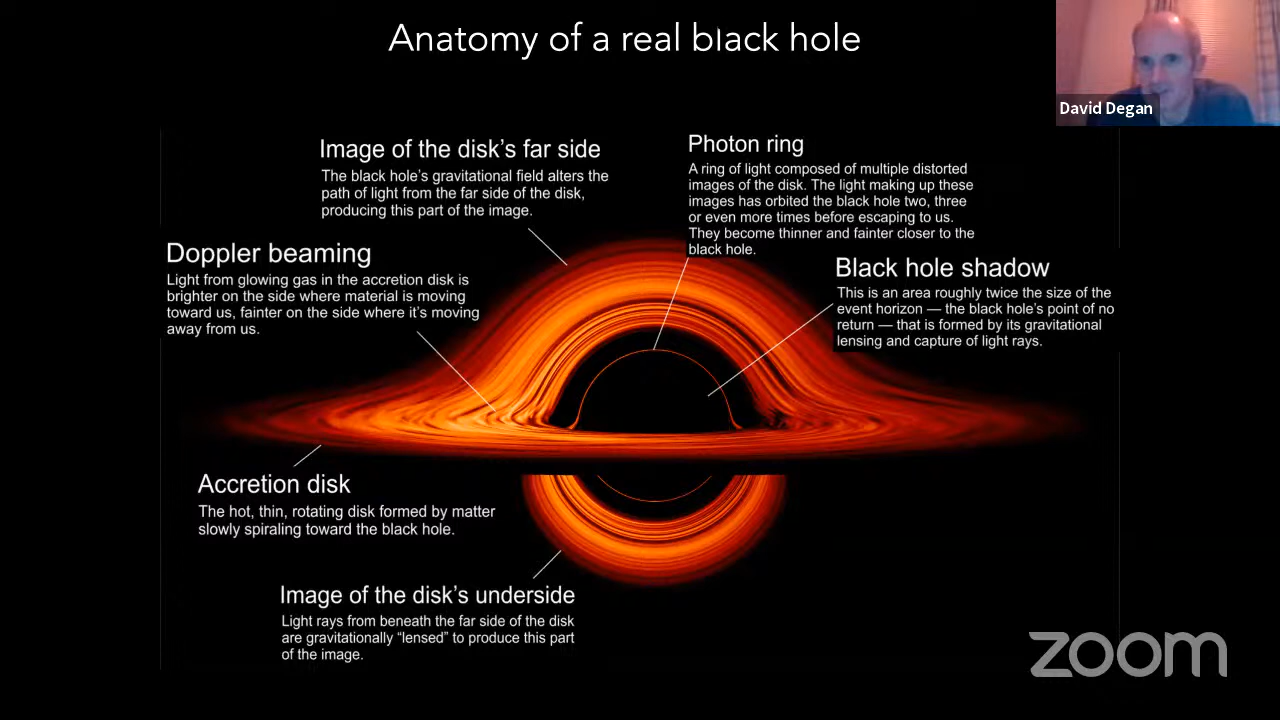 Anatomy of a real black hole
David Degan
Image of the disk's far side
The black hole's gravitational field alters the
path of light from the far side of the disk,
producing this part of the image.
Photon ring
A ring of light composed of multiple distorted
images of the disk. The light making up these
images has orbited the black hole two, three
or even more times before escaping to us.
They become thinner and fainter closer to the
black hole.
Doppler beaming
Light from glowing gas in the accretion disk is
brighter on the side where material is moving
toward us, fainter on the side where it's moving
away from us.
Black hole shadow
This is an area roughly twice the size of the
event horizon — the black hole's point of no
return — that is formed by its gravitational
lensing and capture of light rays.
Accretion disk
The hot, thin, rotating disk formed by matter
slowly spiraling toward the black hole.
Image of the disk's underside
Light rays from beneath the far side of the disk
are gravitationally “lensed” to produce this part
of the image.
zoom